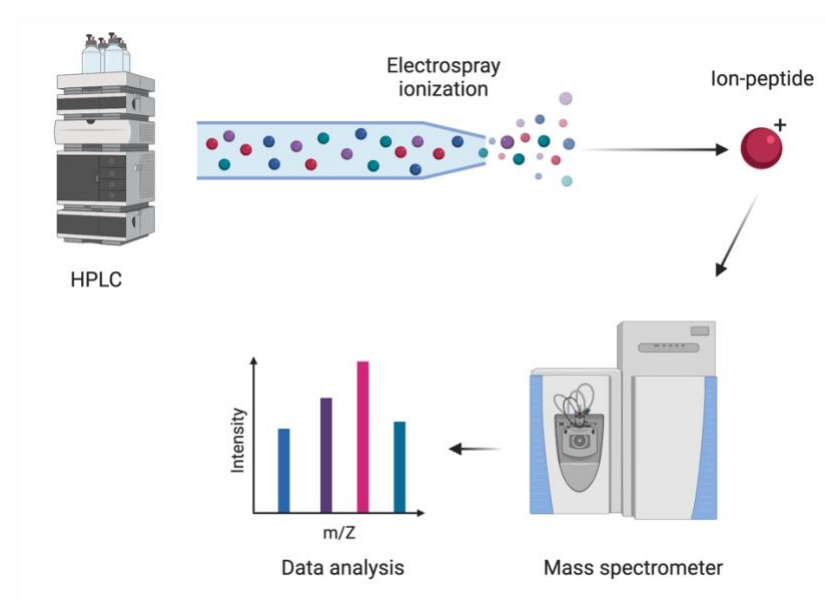 Electrospray
ionization
Ion-peptide
+
HPLC
Intensity
m/Z
Data analysis
Mass spectrometer